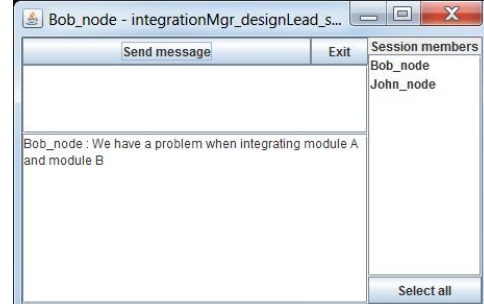 Bob_node - integrationMgr_designLead_s...
Send message
Exit
Session members
Bob_node
John_node
Bob_node : We have a problem when integrating module A
and module B
Select all